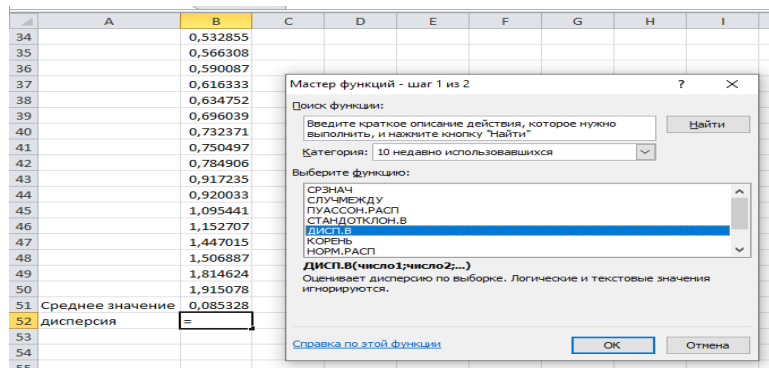 A B C D E F G H I
34 0,532855
35 0,566308
36 0,590087
37 0,616333
38 0,634752
39 0,696039
40 0,732371
41 0,750497
42 0,784906
43 0,917235
44 0,920033
45 1,095441
46 1,152707
47 1,447015
48 1,506887
49 1,814624
50 1,915078
51 Среднее значение 0,085328
52 дисперсия =
53
54
Мастер функций - шаг 1 из 2 ? ×
Поиск функции:
Введите краткое описание действия, которое нужно
выполнить, и нажмите кнопку "Найти"
Найти
Категория: 10 недавно использовавшихся
Выберите функцию:
СРЗНАЧ
СЛУЧМЕЖДУ
ПУАССОН.РАСП
СТАНДОТКЛОН.В
ДИСП.В
КОРЕНЬ
НОРМ.РАСП
ДИСП.В(число1;число2;...)
Оценивает дисперсию по выборке. Логические и текстовые значения
игнорируются.
Справка по этой функции
ОК Отмена